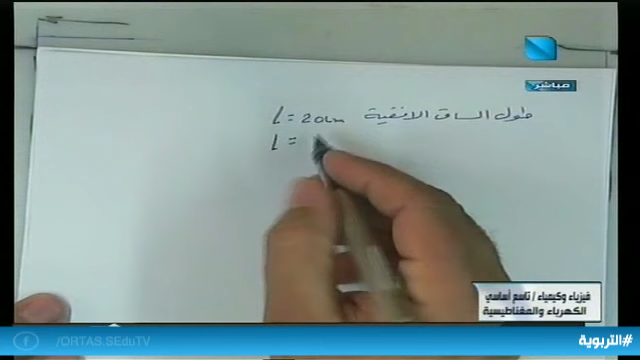 مباشر
طول الساق الافقية L = 20cm
L =
فيزياء وكيمياء / تاسع أساسي
الكهرباء والمغناطيسية
/ORTAS.SEduTV
#التربوية